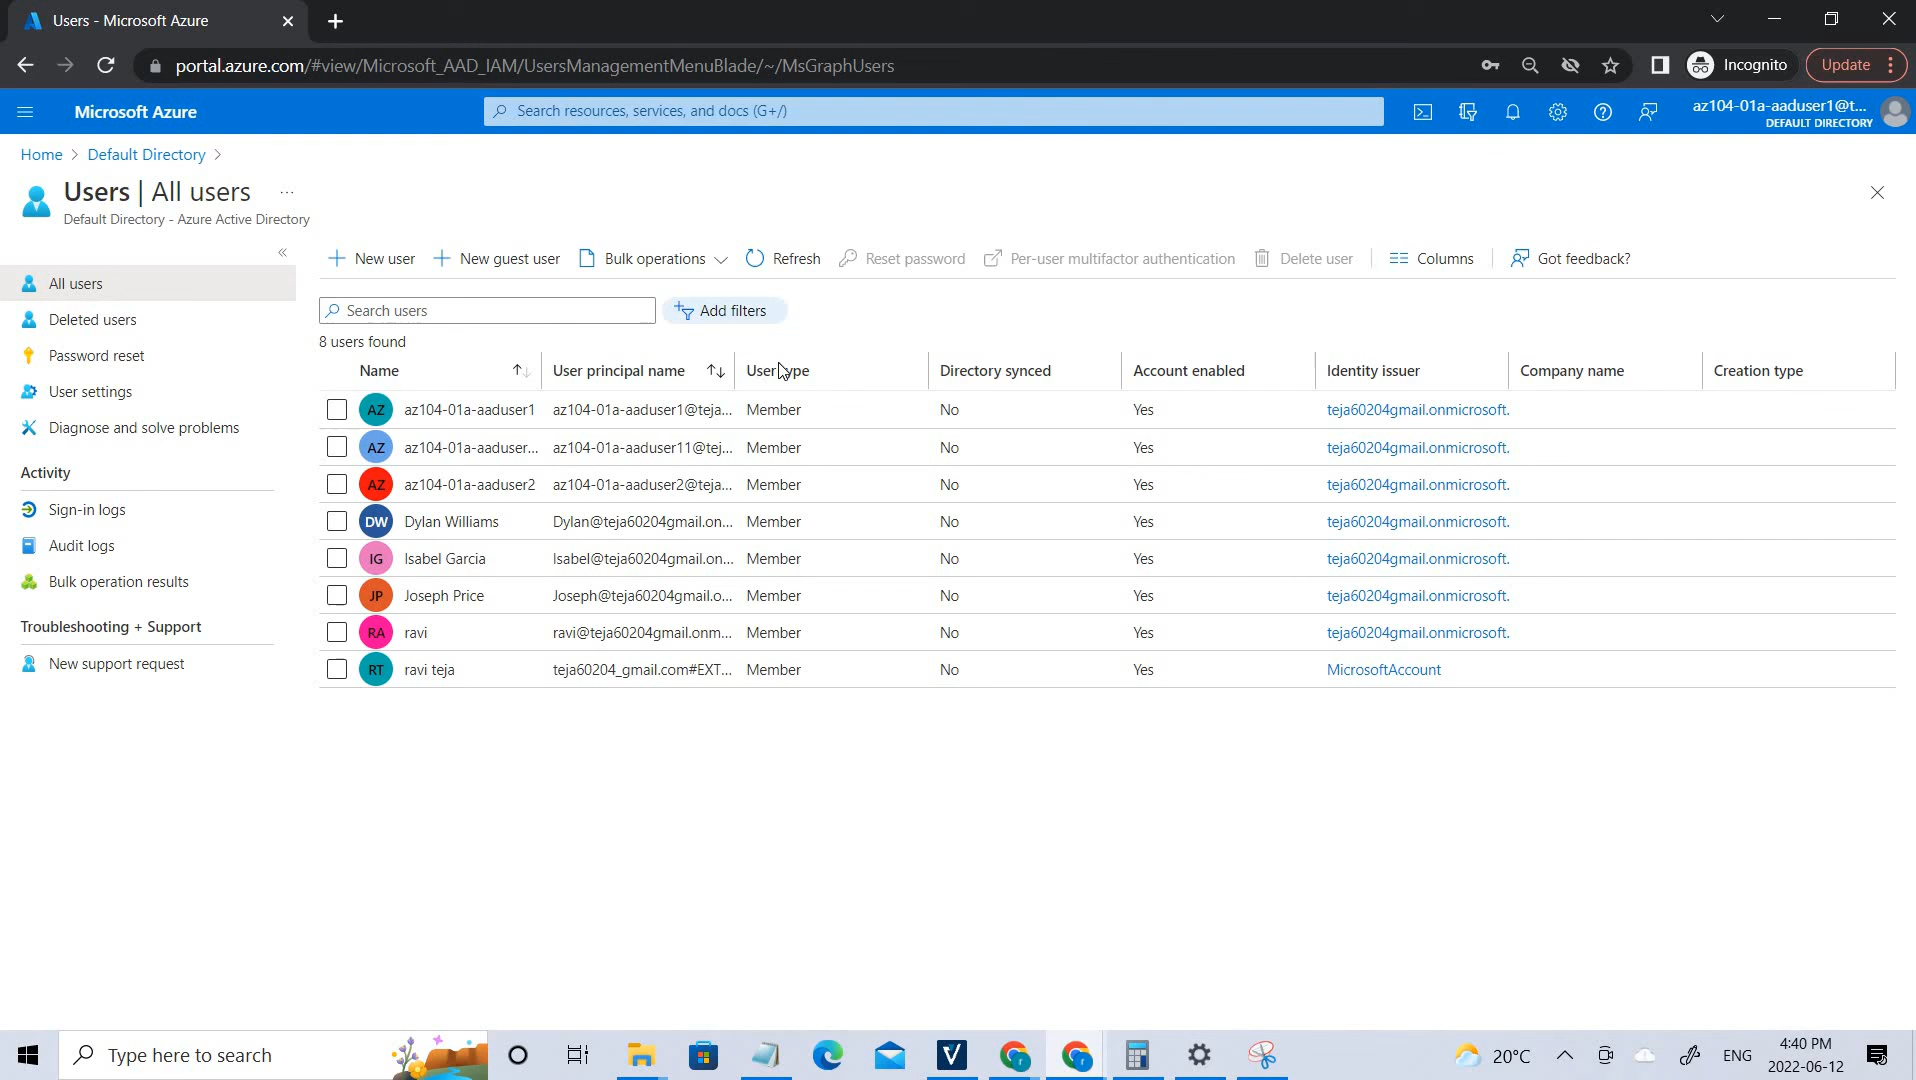 Users - Microsoft Azure
portal.azure.com/#view/Microsoft_AAD_IAM/UsersManagementMenuBlade/~/MsGraphUsers
Incognito
Update
Microsoft Azure
Search resources, services, and docs (G+/)
az104-01a-aaduser1@t...
DEFAULT DIRECTORY
Home > Default Directory >
Users | All users
...
Default Directory - Azure Active Directory
New user
New guest user
Bulk operations
Refresh
Reset password
Per-user multifactor authentication
Delete user
Columns
Got feedback?
All users
Deleted users
Password reset
User settings
Diagnose and solve problems
Activity
Sign-in logs
Audit logs
Bulk operation results
Troubleshooting + Support
New support request
Search users
Add filters
8 users found
Name User principal name User type Directory synced Account enabled Identity issuer Company name Creation type
AZ az104-01a-aaduser1 az104-01a-aaduser1@teja... Member No Yes teja60204gmail.onmicrosoft.
AZ az104-01a-aaduser... az104-01a-aaduser11@tej... Member No Yes teja60204gmail.onmicrosoft.
AZ az104-01a-aaduser2 az104-01a-aaduser2@teja... Member No Yes teja60204gmail.onmicrosoft.
DW Dylan Williams Dylan@teja60204gmail.on... Member No Yes teja60204gmail.onmicrosoft.
IG Isabel Garcia Isabel@teja60204gmail.on... Member No Yes teja60204gmail.onmicrosoft.
JP Joseph Price Joseph@teja60204gmail.o... Member No Yes teja60204gmail.onmicrosoft.
RA ravi ravi@teja60204gmail.onm... Member No Yes teja60204gmail.onmicrosoft.
RT ravi teja teja60204_gmail.com#EXT... Member No Yes MicrosoftAccount
Type here to search
20°C
ENG
4:40 PM
2022-06-12